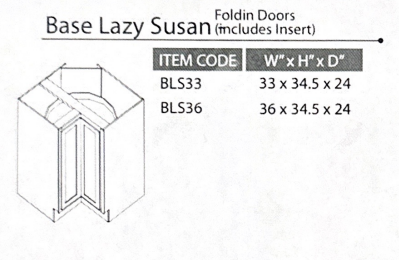 Base Lazy Susan Foldin Doors
(includes Insert)
ITEM CODE W" x H" x D"
BLS33 33 x 34.5 x 24
BLS36 36 x 34.5 x 24